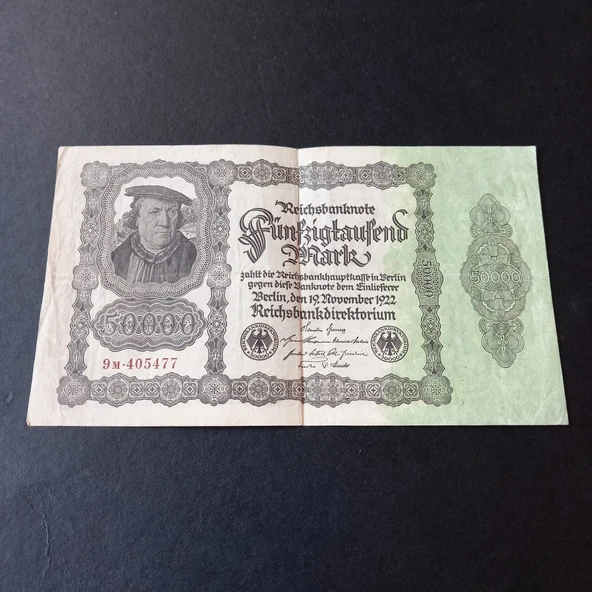 Reichsbanknote
Fünfzigtausend
Mark
zahlt die Reichsbankhauptkasse in Berlin
gegen diese Banknote dem Einlieferer
Berlin, den 19. November 1922
Reichsbankdirektorium
50000
9M·405477
50000
50000